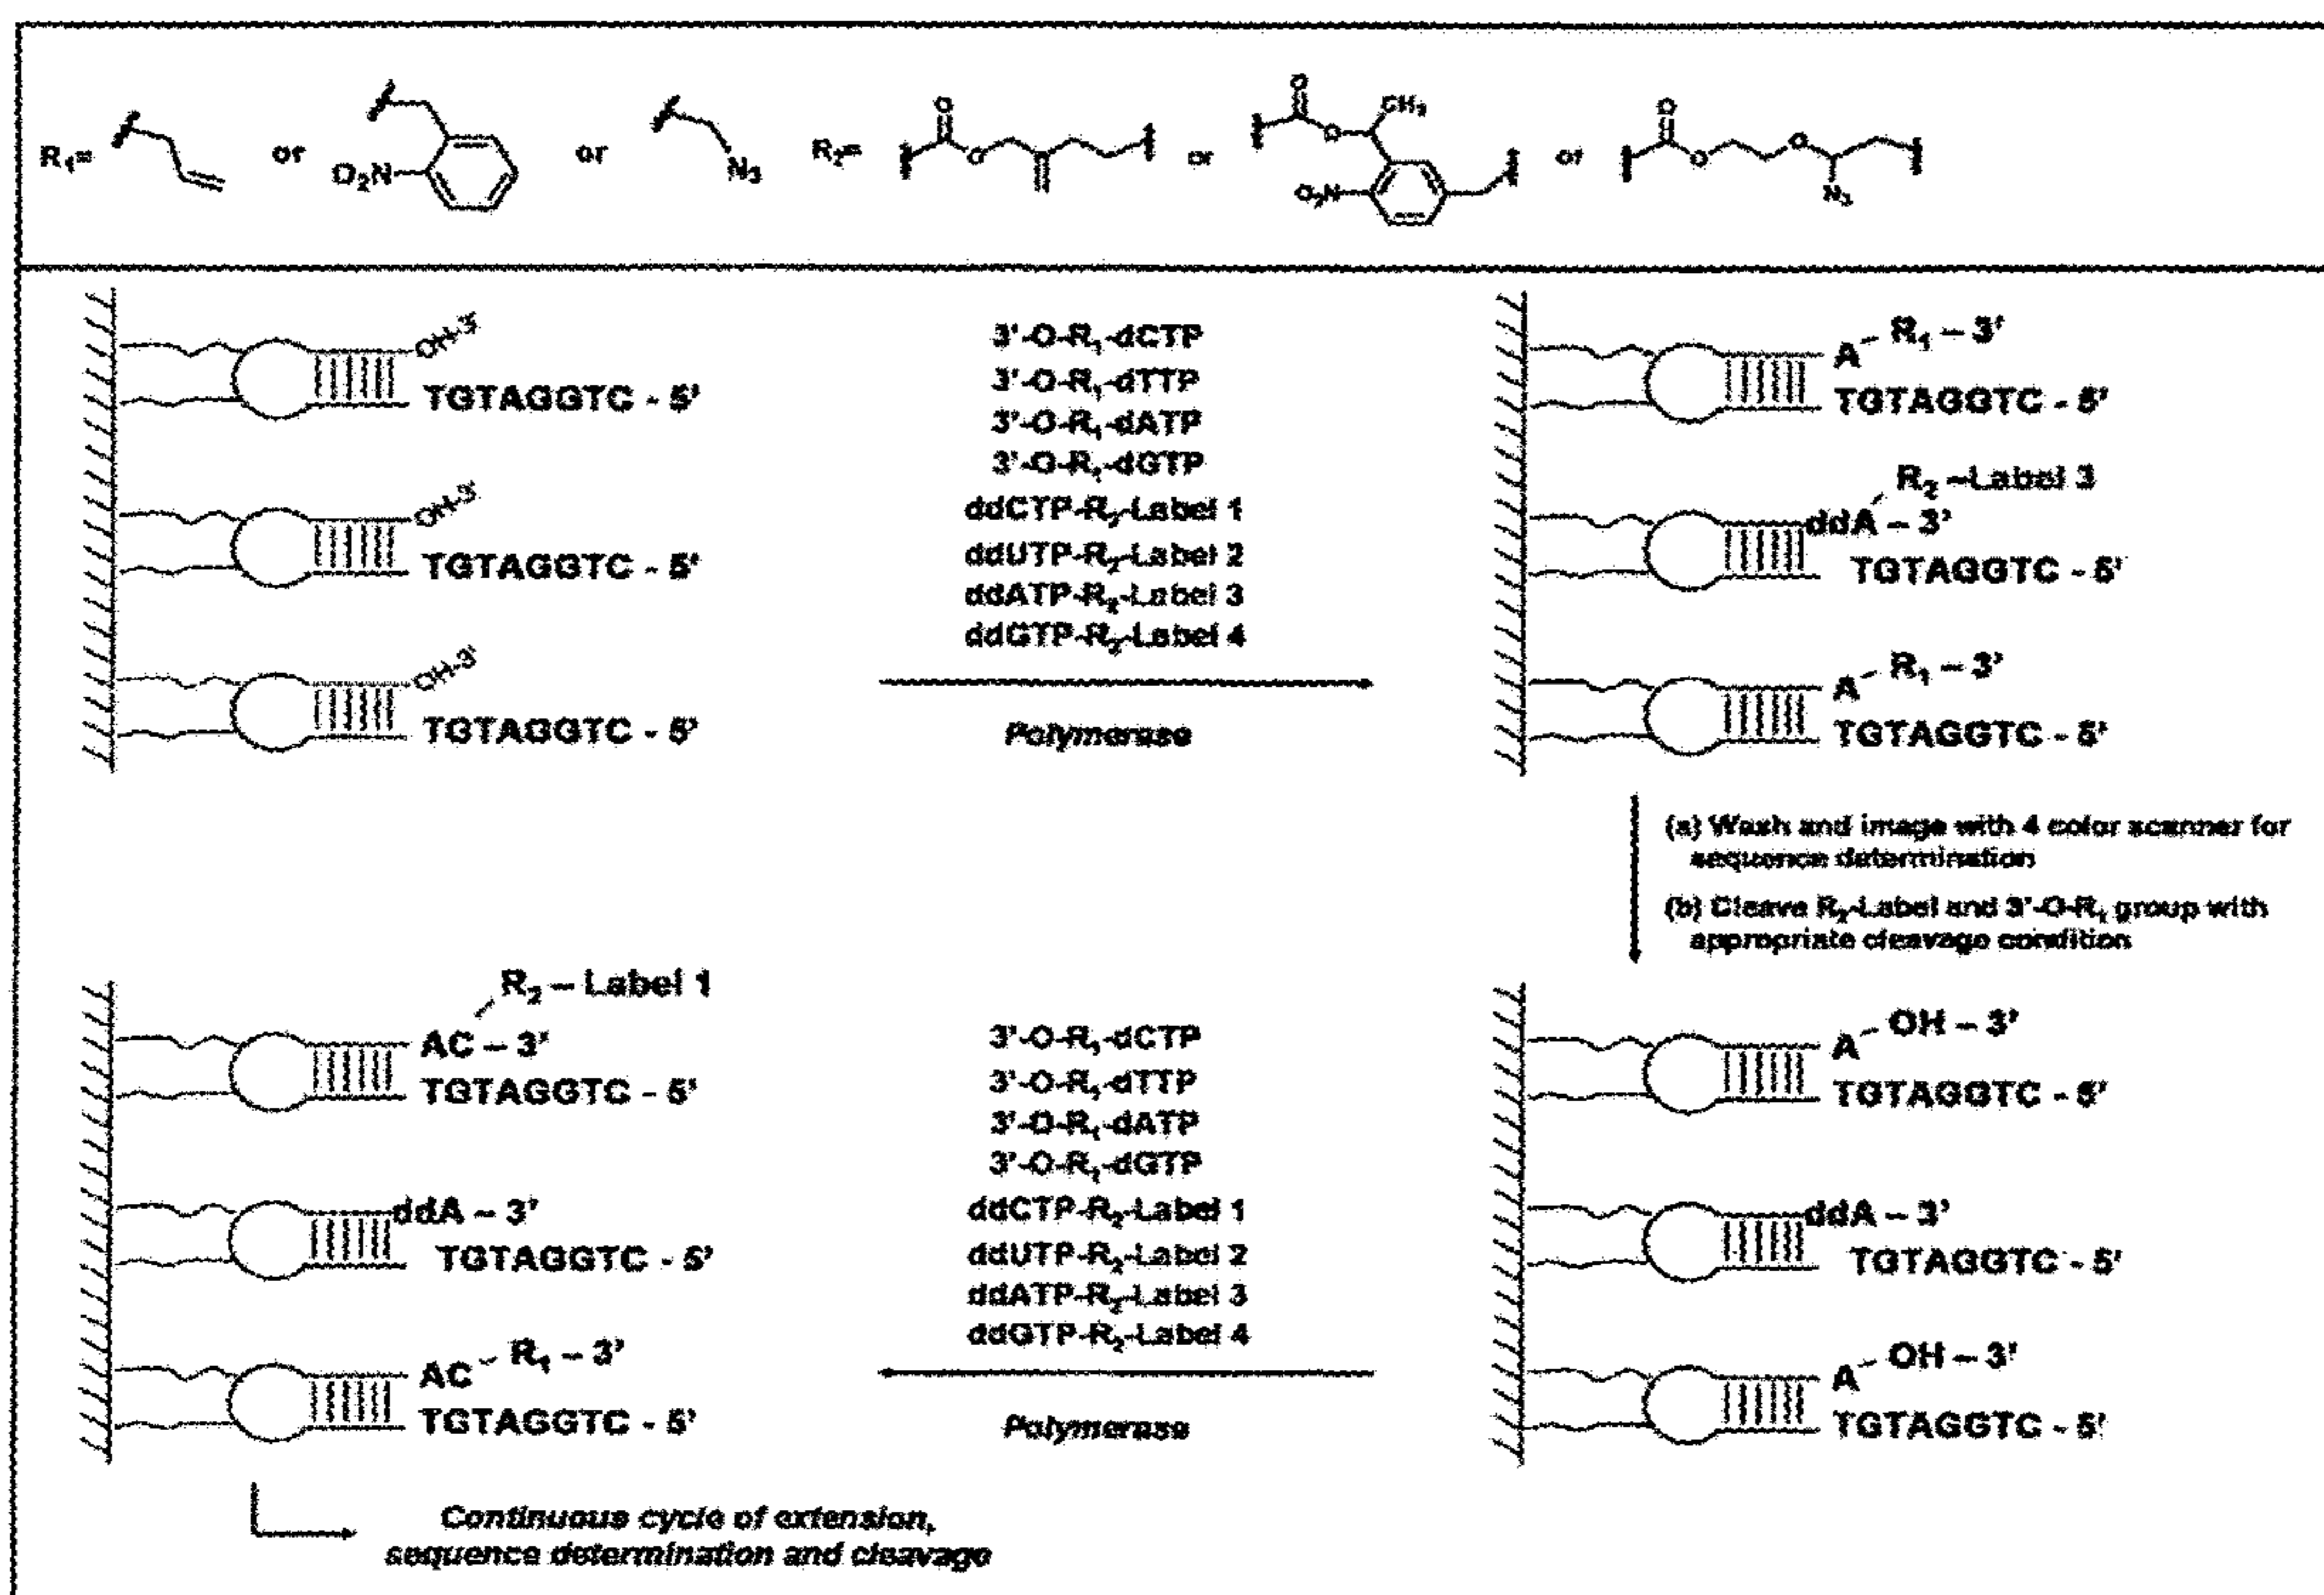 R₁= or O₂N or N₃ R₂= O O or O O CH₃ O₂N or O O O N₃
OH-3'
TGTAGGTC - 5'
OH-3'
TGTAGGTC - 5'
OH-3'
TGTAGGTC - 5'
3'-O-R₁-dCTP
3'-O-R₁-dTTP
3'-O-R₁-dATP
3'-O-R₁-dGTP
ddCTP-R₂-Label 1
ddUTP-R₂-Label 2
ddATP-R₂-Label 3
ddGTP-R₂-Label 4
Polymerase
A R₁ – 3'
TGTAGGTC - 5'
R₂ –Label 3
ddA – 3'
TGTAGGTC - 5'
A R₁ – 3'
TGTAGGTC - 5'
(a) Wash and image with 4 color scanner for
sequence determination
(b) Cleave R₂-Label and 3'-O-R₁ group with
appropriate cleavage condition
A OH – 3'
TGTAGGTC - 5'
ddA – 3'
TGTAGGTC - 5'
A OH – 3'
TGTAGGTC - 5'
3'-O-R₁-dCTP
3'-O-R₁-dTTP
3'-O-R₁-dATP
3'-O-R₁-dGTP
ddCTP-R₂-Label 1
ddUTP-R₂-Label 2
ddATP-R₂-Label 3
ddGTP-R₂-Label 4
Polymerase
R₂ – Label 1
AC – 3'
TGTAGGTC - 5'
ddA – 3'
TGTAGGTC - 5'
AC R₁ – 3'
TGTAGGTC - 5'
Continuous cycle of extension,
sequence determination and cleavage